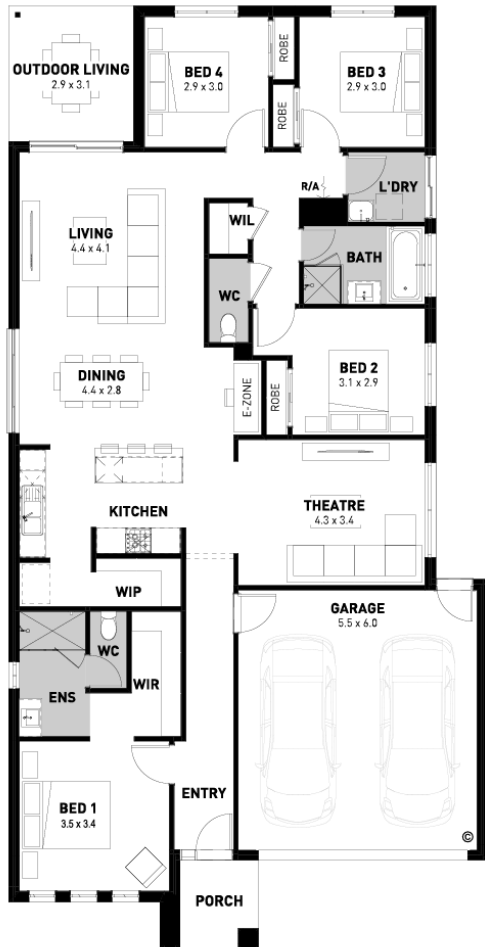 OUTDOOR LIVING
2.9 x 3.1
BED 4
2.9 x 3.0
ROBE
ROBE
BED 3
2.9 x 3.0
R/A
L'DRY
WIL
LIVING
4.4 x 4.1
BATH
WC
DINING
4.4 x 2.8
E-ZONE
ROBE
BED 2
3.1 x 2.9
KITCHEN
THEATRE
4.3 x 3.4
WIP
GARAGE
5.5 x 6.0
WC
WIR
ENS
ENTRY
BED 1
3.5 x 3.4
©
PORCH